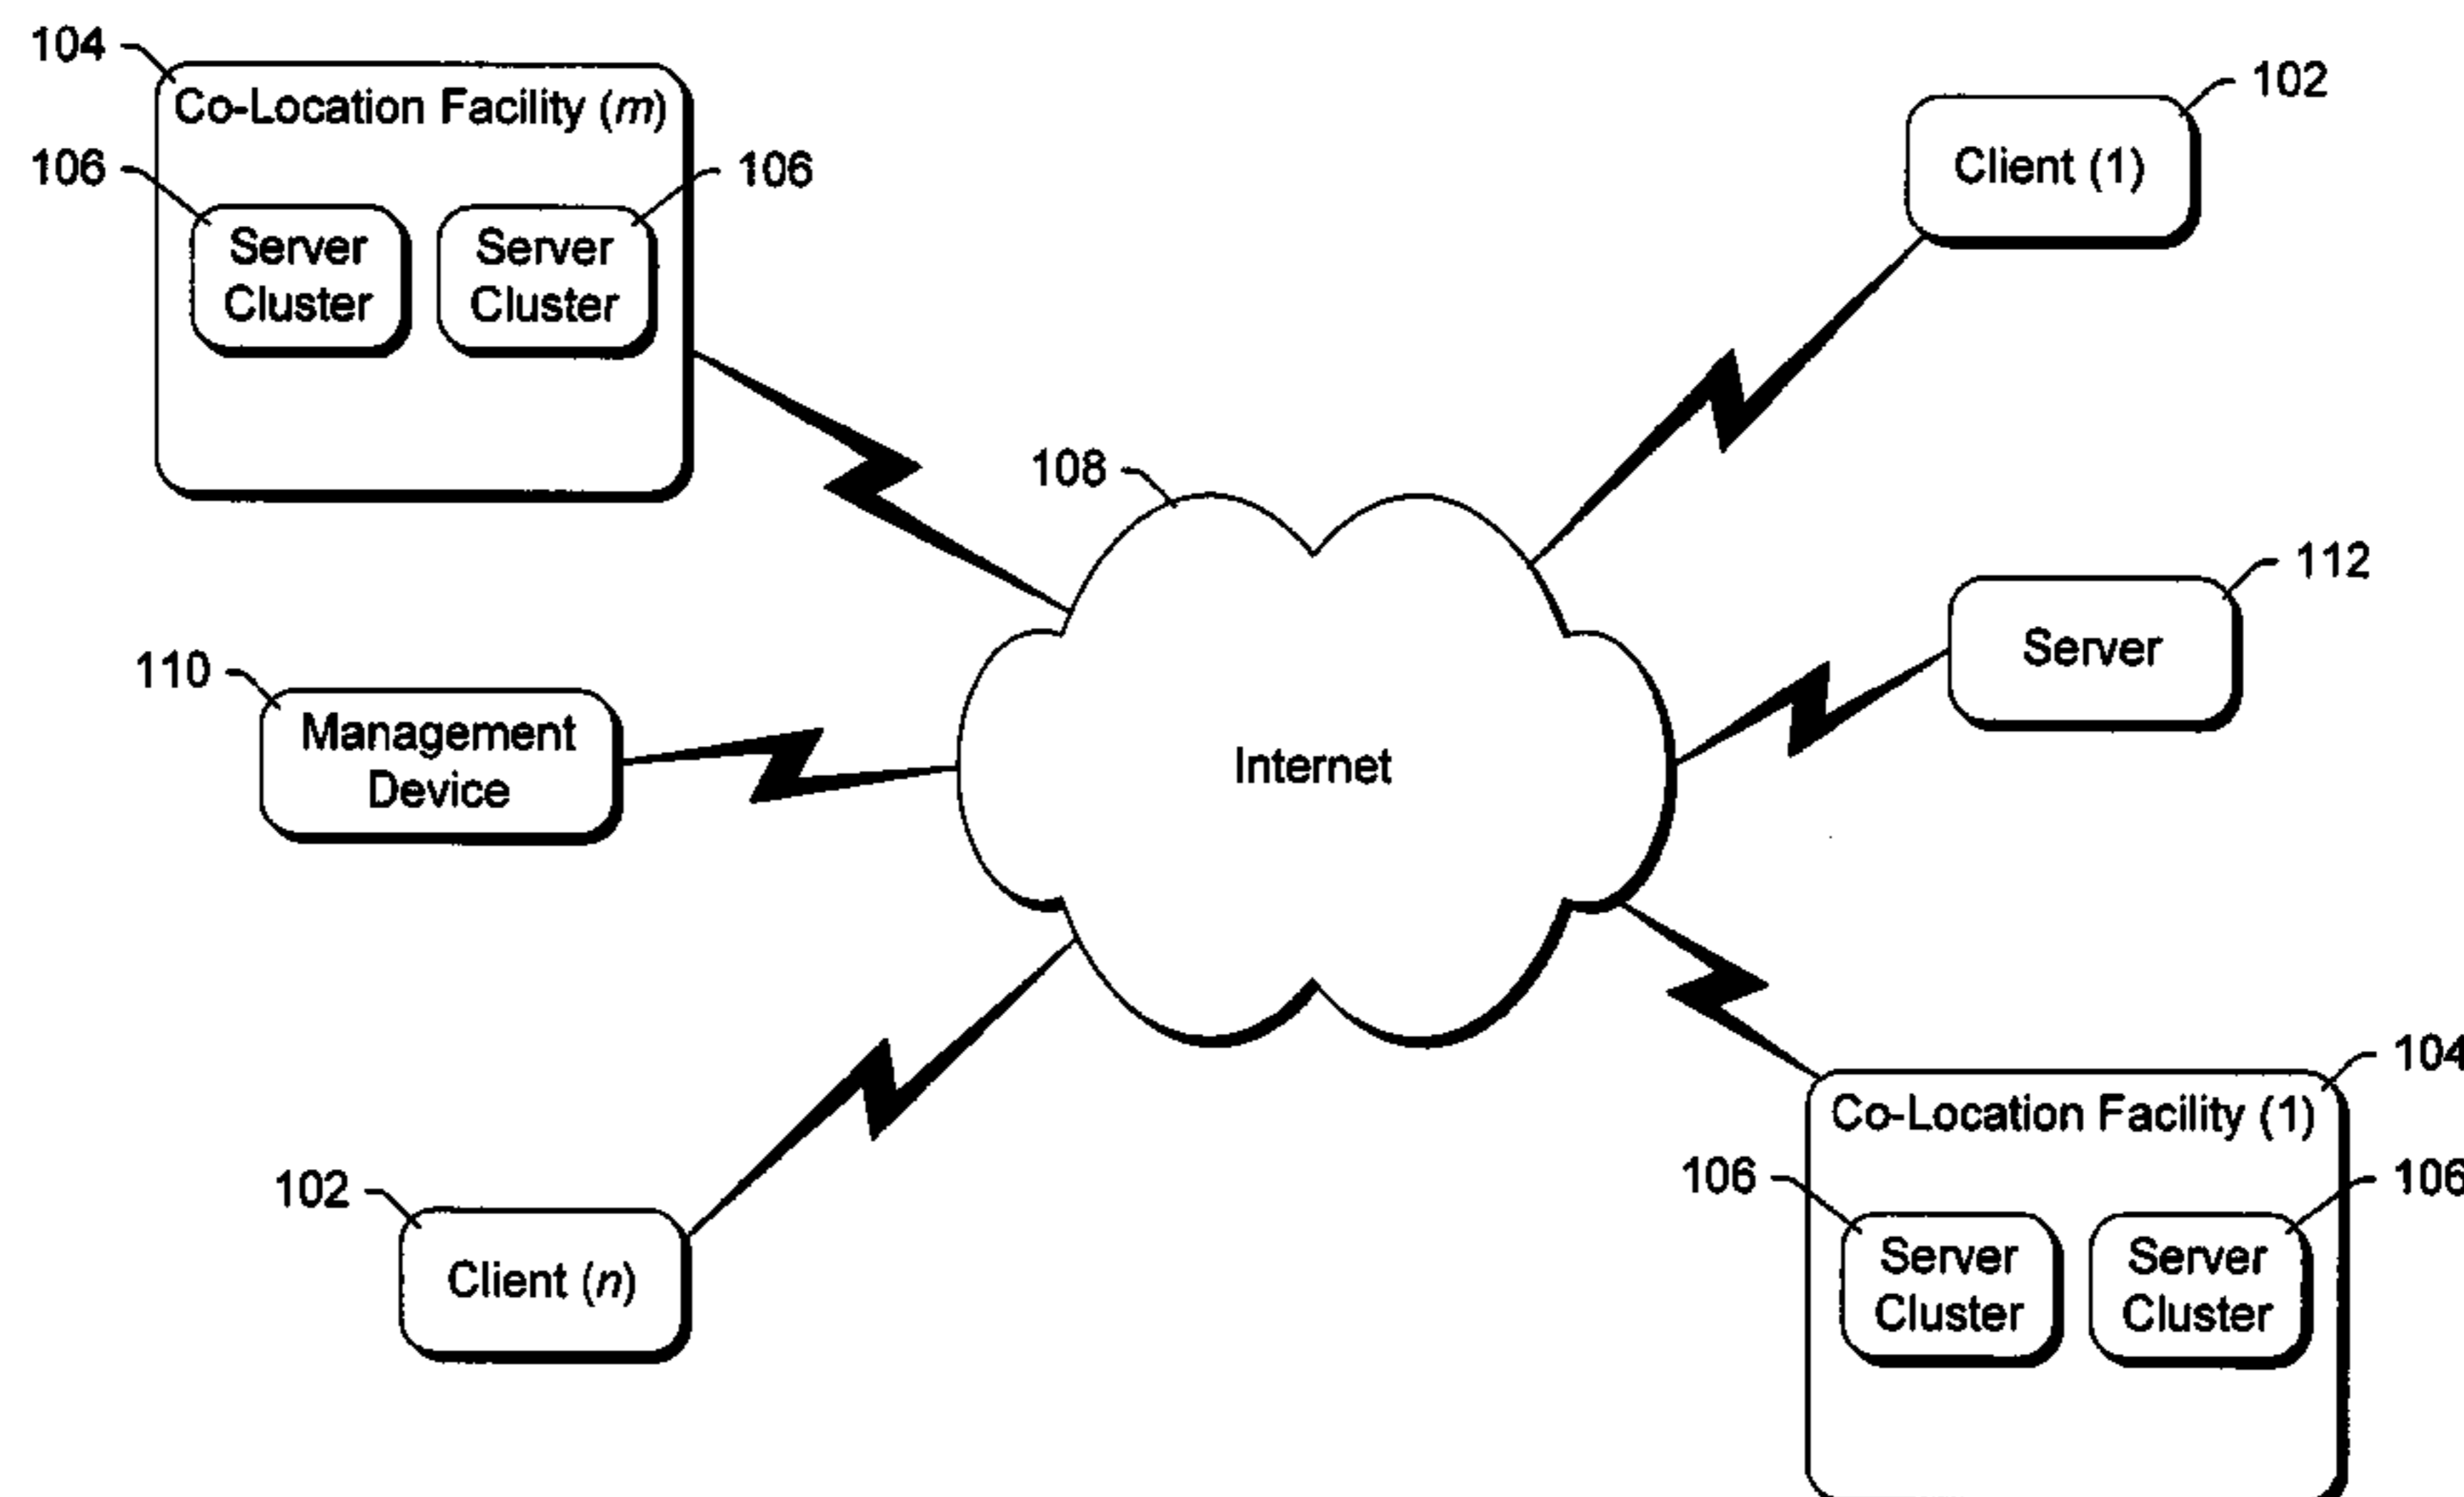 104
Co-Location Facility (m)
106
106
Server
Cluster
Server
Cluster
102
Client (1)
108
112
Server
110
Management
Device
Internet
102
Client (n)
104
Co-Location Facility (1)
106
106
Server
Cluster
Server
Cluster